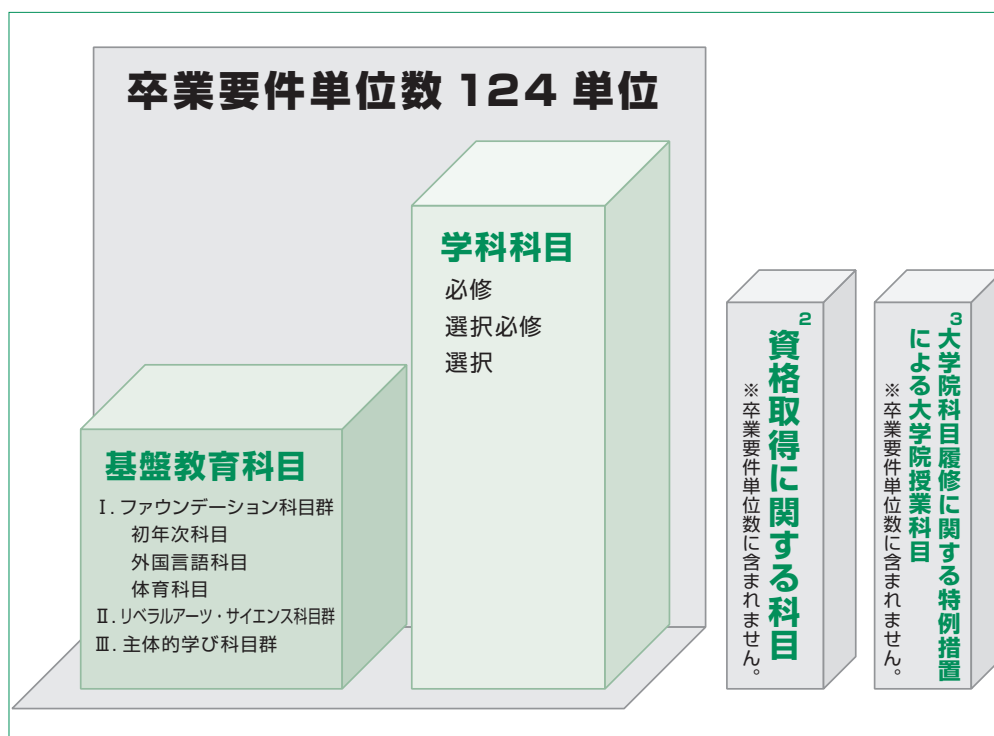 卒業要件単位数 124 単位
学科科目
必修
選択必修
選択
基盤教育科目
Ⅰ. ファウンデーション科目群
初年次科目
外国言語科目
体育科目
Ⅱ. リベラルアーツ・サイエンス科目群
Ⅲ. 主体的学び科目群
2
資格取得に関する科目
※卒業要件単位数に含まれません。
3
大学院科目履修に関する特例措置
による大学院授業科目
※卒業要件単位数に含まれません。